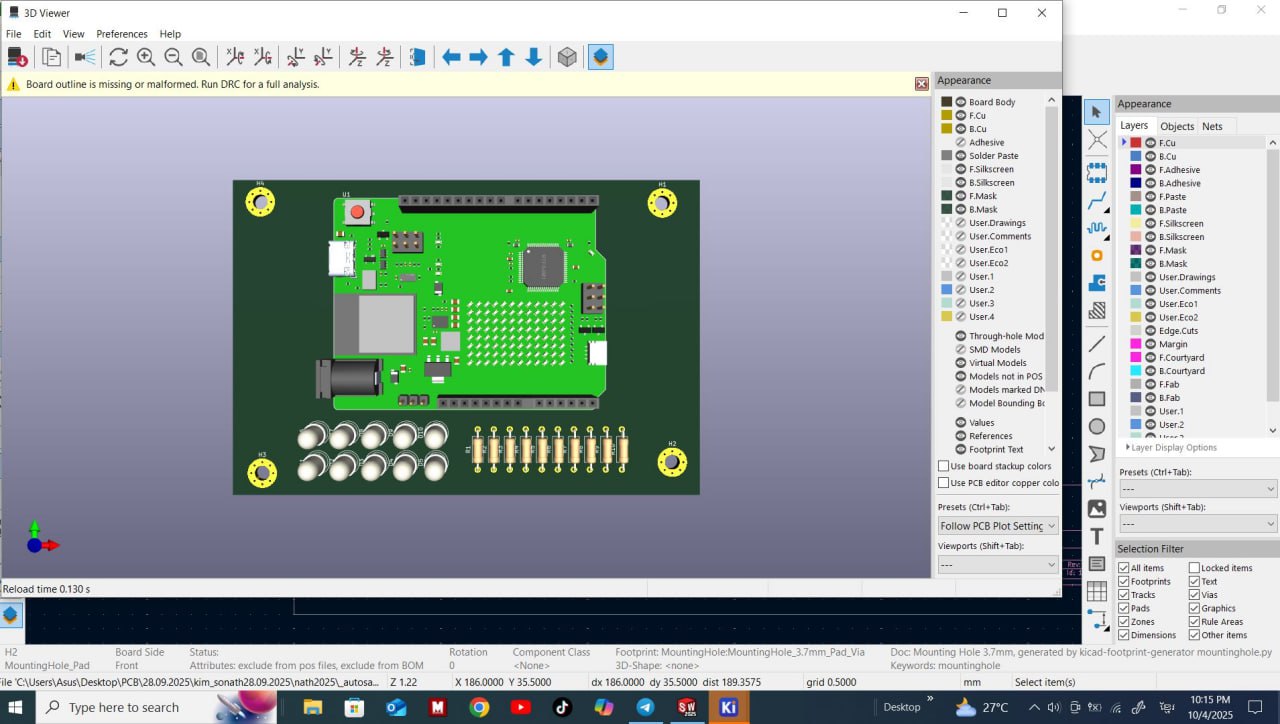 3D Viewer
File Edit View Preferences Help
Board outline is missing or malformed. Run DRC for a full analysis.
Appearance
Board Body
F.Cu
B.Cu
Adhesive
Solder Paste
F.Silkscreen
B.Silkscreen
F.Mask
B.Mask
User.Drawings
User.Comments
User.Eco1
User.Eco2
User.1
User.2
User.3
User.4
Through-hole Mod
SMD Models
Virtual Models
Models not in POS
Models marked DN
Model Bounding Bo
Values
References
Footprint Text
Use board stackup colors
Use PCB editor copper colo
Presets (Ctrl+Tab):
Follow PCB Plot Setting
Viewports (Shift+Tab):
---
H4
U1
H1
H3
R1
H2
Reload time 0.130 s
Appearance
Layers Objects Nets
F.Cu
B.Cu
F.Adhesive
B.Adhesive
F.Paste
B.Paste
F.Silkscreen
B.Silkscreen
F.Mask
B.Mask
User.Drawings
User.Comments
User.Eco1
User.Eco2
Edge.Cuts
Margin
F.Courtyard
B.Courtyard
F.Fab
B.Fab
User.1
User.2
User.3
Layer Display Options
Presets (Ctrl+Tab):
---
Viewports (Shift+Tab):
---
Selection Filter
All items Locked items
Footprints Text
Tracks Vias
Pads Graphics
Zones Rule Areas
Dimensions Other items
Rev:
Id:
H2 Board Side Status: Rotation Component Class Footprint: MountingHole:MountingHole_3.7mm_Pad_Via Doc: Mounting Hole 3.7mm, generated by kicad-footprint-generator mountinghole.py
MountingHole_Pad Front Attributes: exclude from pos files, exclude from BOM 0 <None> 3D-Shape: <none> Keywords: mountinghole
File 'C:\Users\Asus\Desktop\PCB\28.09.2025\kim_sonath28.09.2025\nath2025\_autosa... Z 1.22 X 186.0000 Y 35.5000 dx 186.0000 dy 35.5000 dist 189.3575 grid 0.5000 mm Select item(s)
Type here to search
Desktop
27°C
10:15 PM
10/4/2025